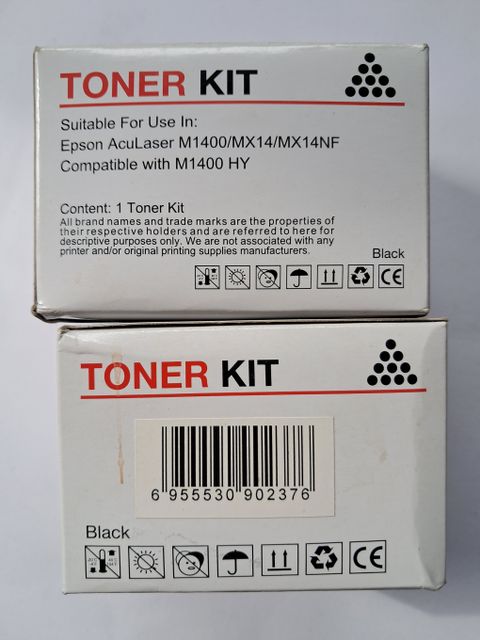 TONER KIT
Suitable For Use In:
Epson AcuLaser M1400/MX14/MX14NF
Compatible with M1400 HY
Content: 1 Toner Kit
All brand names and trade marks are the properties of
their respective holders and are referred to here for
descriptive purposes only. We are not associated with any
printer and/or original printing supplies manufacturers.
Black
CE
TONER KIT
6 955530 902376
Black
CE